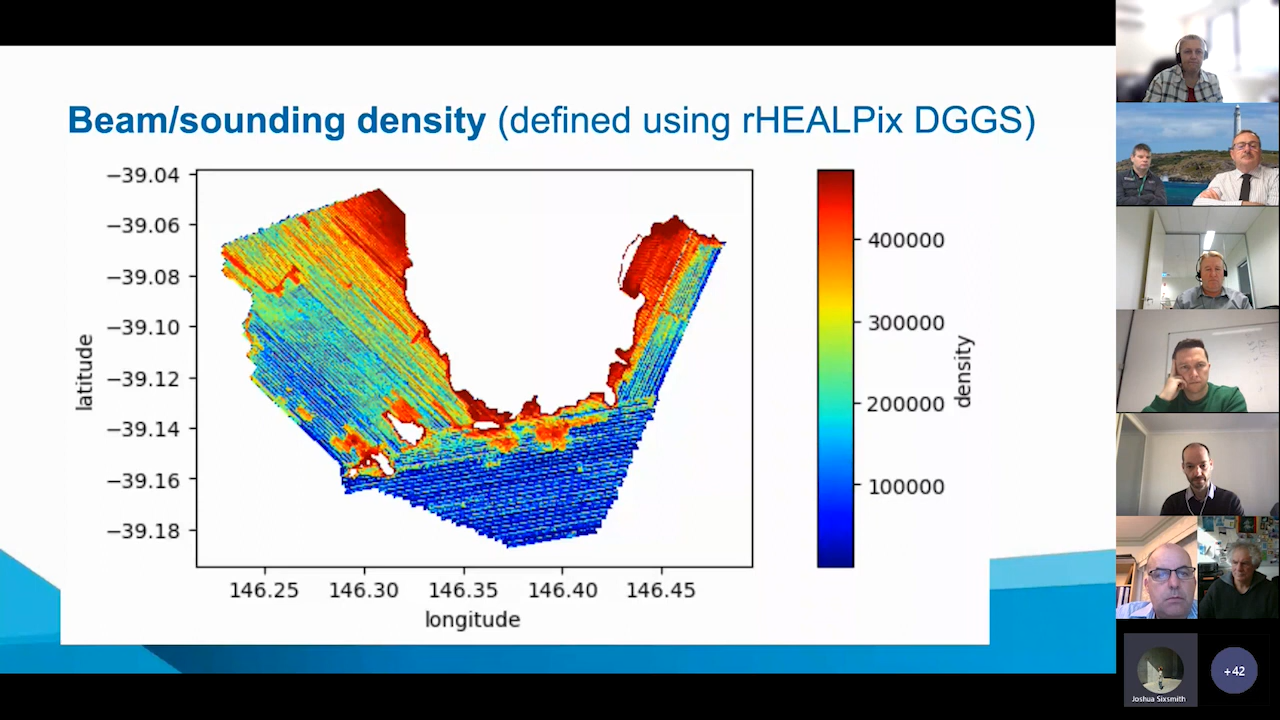 Beam/sounding density (defined using rHEALPix DGGS)
−39.04
−39.06
−39.08
−39.10
−39.12
−39.14
−39.16
−39.18
latitude
146.25 146.30 146.35 146.40 146.45
longitude
400000
300000
200000
100000
density
Joshua Sixsmith
+42